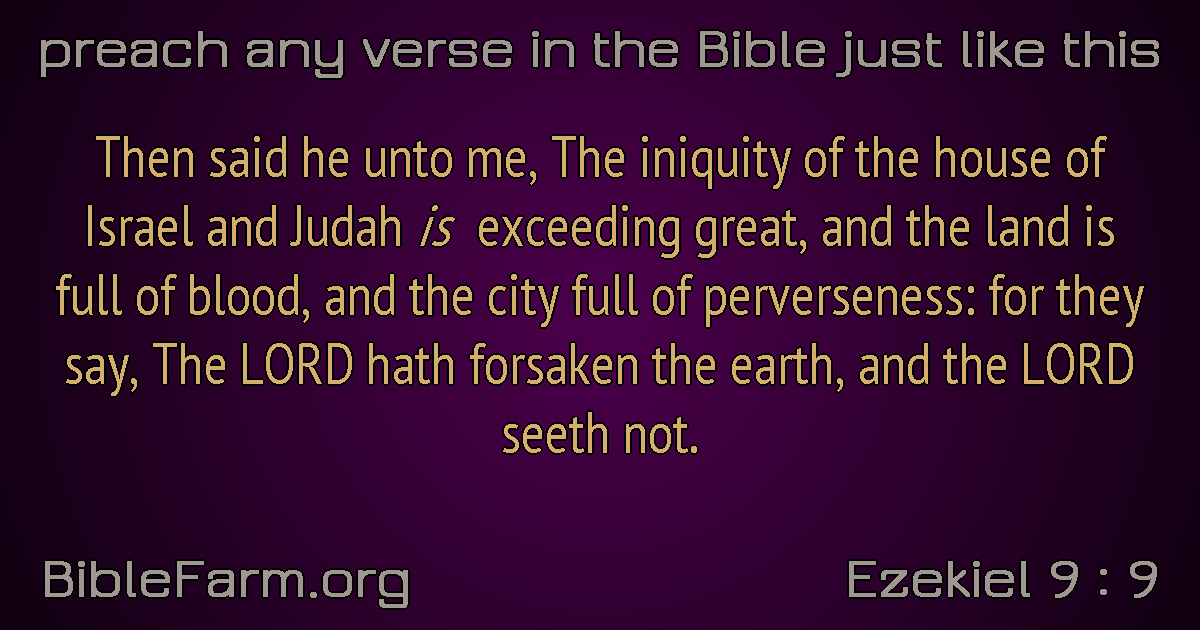 preach any verse in the Bible just like this
Then said he unto me, The iniquity of the house of
Israel and Judah is exceeding great, and the land is
full of blood, and the city full of perverseness: for they
say, The LORD hath forsaken the earth, and the LORD
seeth not.
BibleFarm.org
Ezekiel 9 : 9